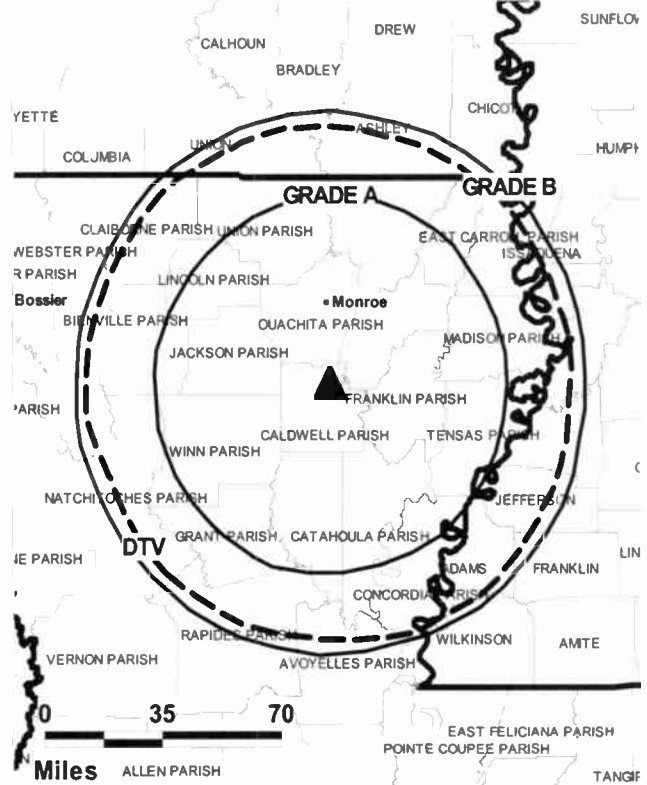 SUNFLOW
DREW
CALHOUN
BRADLEY
CHICOT
YETTE
ASHLEY
UNION
HUMPH
COLUMBIA
GRADE B
GRADE A
CLAIBORNE PARISH UNION PARISH
EAST CARROLL PARISH
WEBSTER PARISH
ISSAQUENA
R PARISH
LINCOLN PARISH
Bossier
Monroe
BIENVILLE PARISH
OUACHITA PARISH
MADISON PARISH
JACKSON PARISH
FRANKLIN PARISH
PARISH
CALDWELL PARISH
TENSAS PARISH
WINN PARISH
NATCHITOCHES PARISH
JEFFERSON
GRANT PARISH
CATAHOULA PARISH
DTV
LIN
NE PARISH
ADAMS
FRANKLIN
CONCORDIA PARISH
RAPIDES PARISH
WILKINSON
AMITE
VERNON PARISH
AVOYELLES PARISH
0 35 70
EAST FELICIANA PARISH
POINTE COUPEE PARISH
Miles
ALLEN PARISH
TANGIP